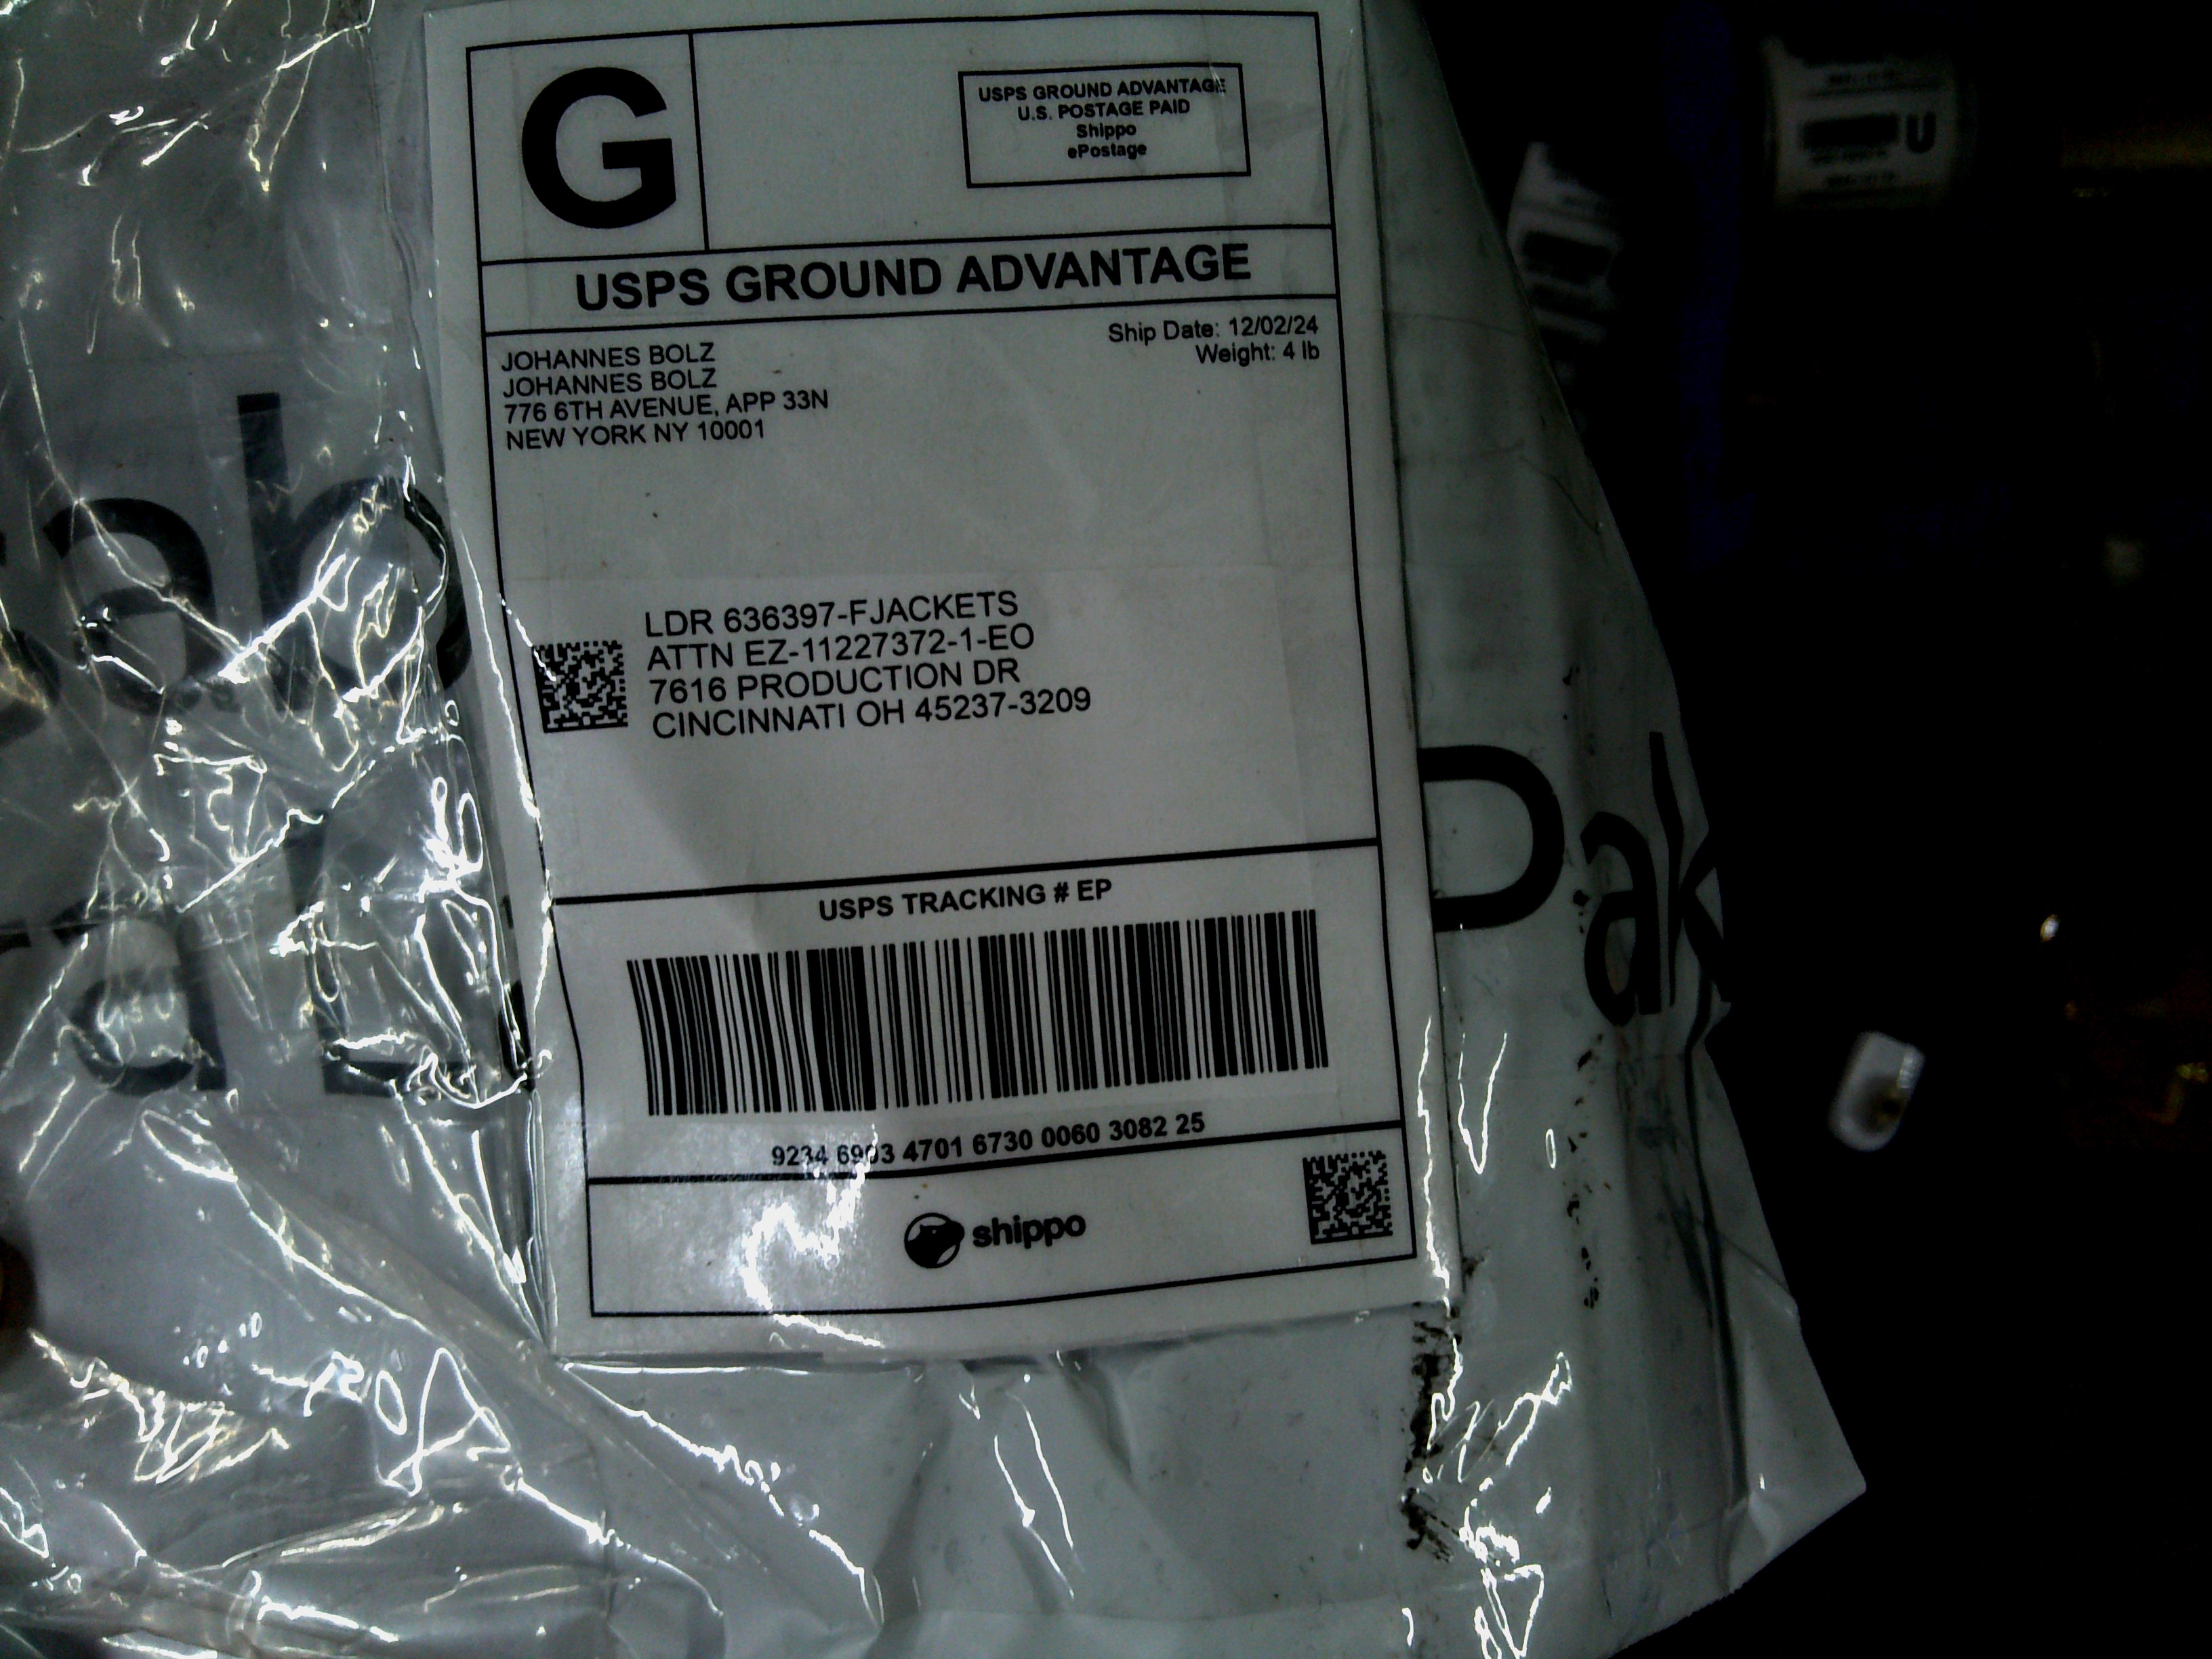 G
USPS GROUND ADVANTAGE
U.S. POSTAGE PAID
Shippo
ePostage
USPS GROUND ADVANTAGE
Ship Date: 12/02/24
Weight: 4 lb
JOHANNES BOLZ
JOHANNES BOLZ
776 6TH AVENUE, APP 33N
NEW YORK NY 10001
LDR 636397-FJACKETS
ATTN EZ-11227372-1-EO
7616 PRODUCTION DR
CINCINNATI OH 45237-3209
USPS TRACKING # EP
9234 6903 4701 6730 0060 3082 25
shippo
Pak
U